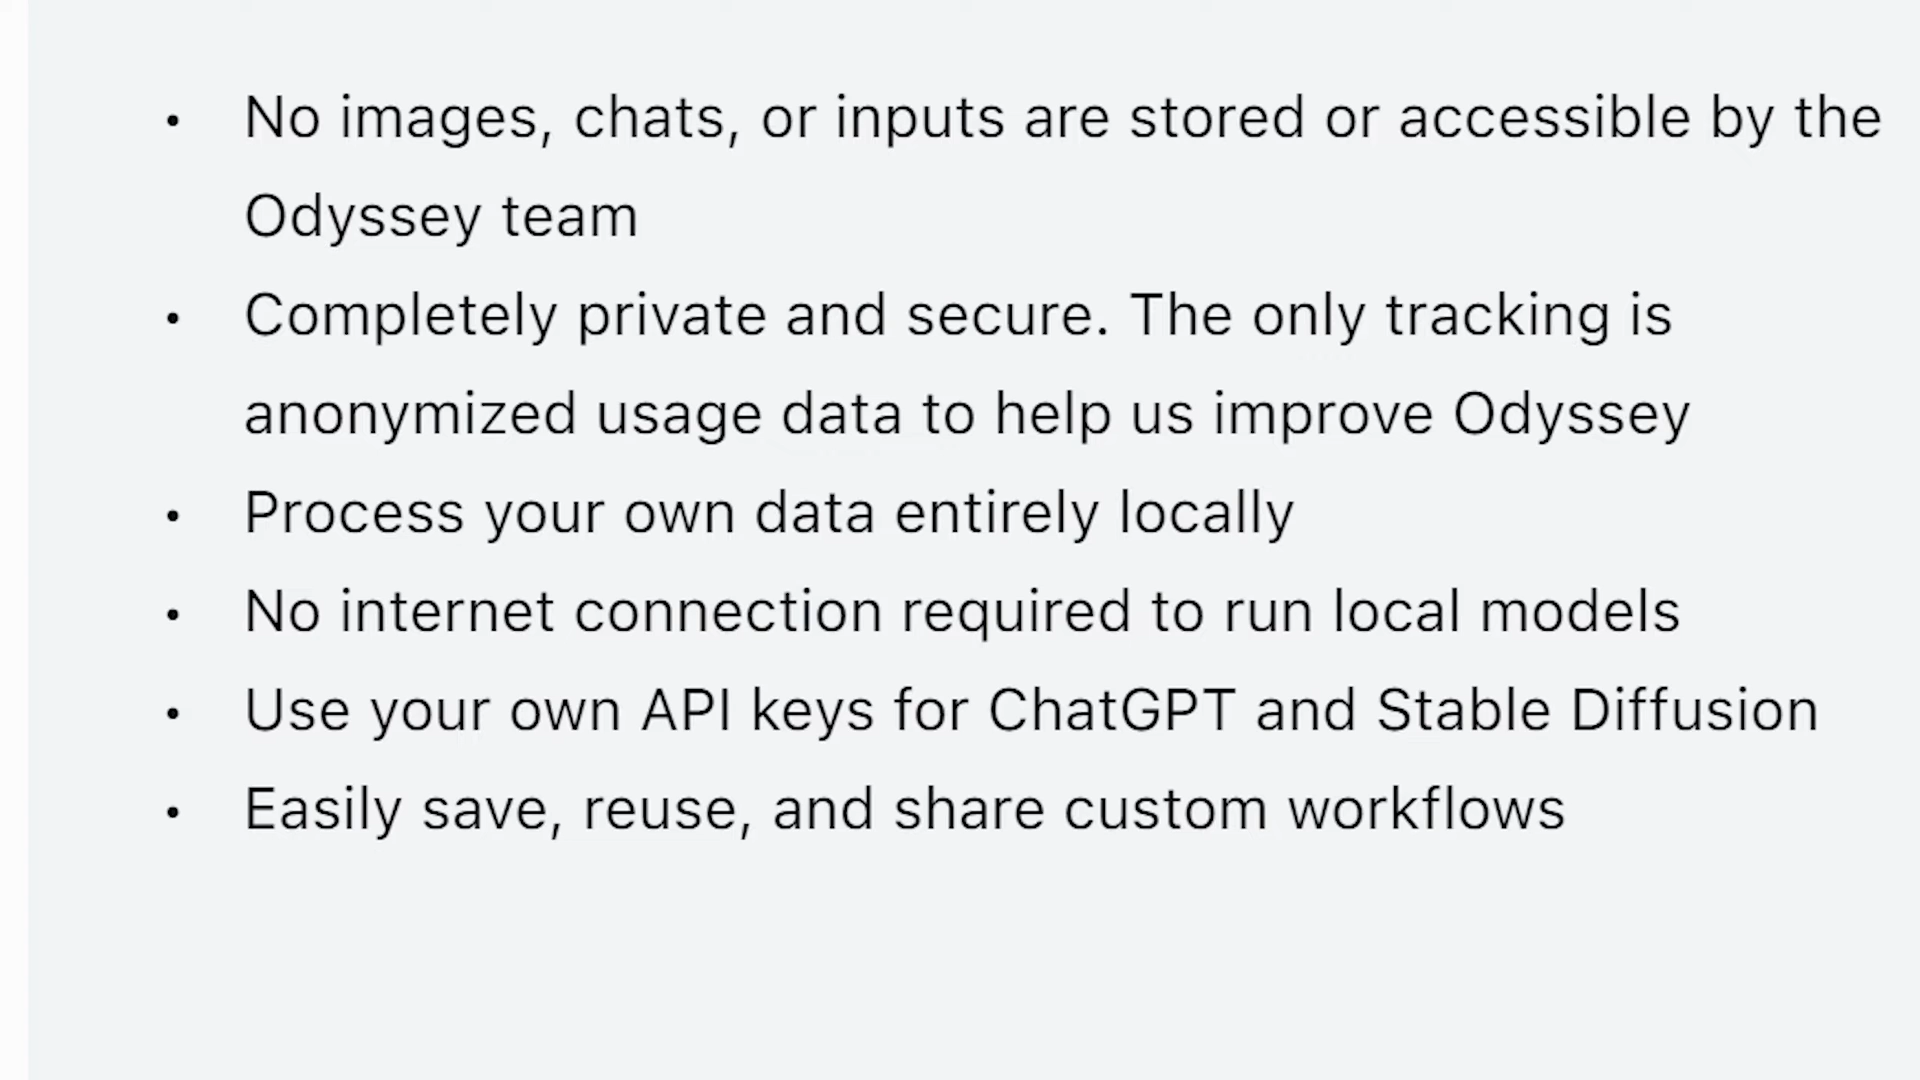 • No images, chats, or inputs are stored or accessible by the
Odyssey team
• Completely private and secure. The only tracking is
anonymized usage data to help us improve Odyssey
• Process your own data entirely locally
• No internet connection required to run local models
• Use your own API keys for ChatGPT and Stable Diffusion
• Easily save, reuse, and share custom workflows